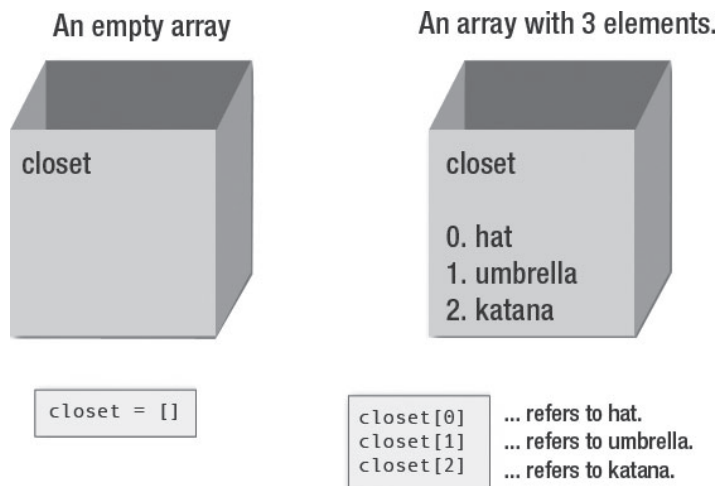 An empty array
closet
closet = []
An array with 3 elements.
closet
0. hat
1. umbrella
2. katana
closet[0] ... refers to hat.
closet[1] ... refers to umbrella.
closet[2] ... refers to katana.